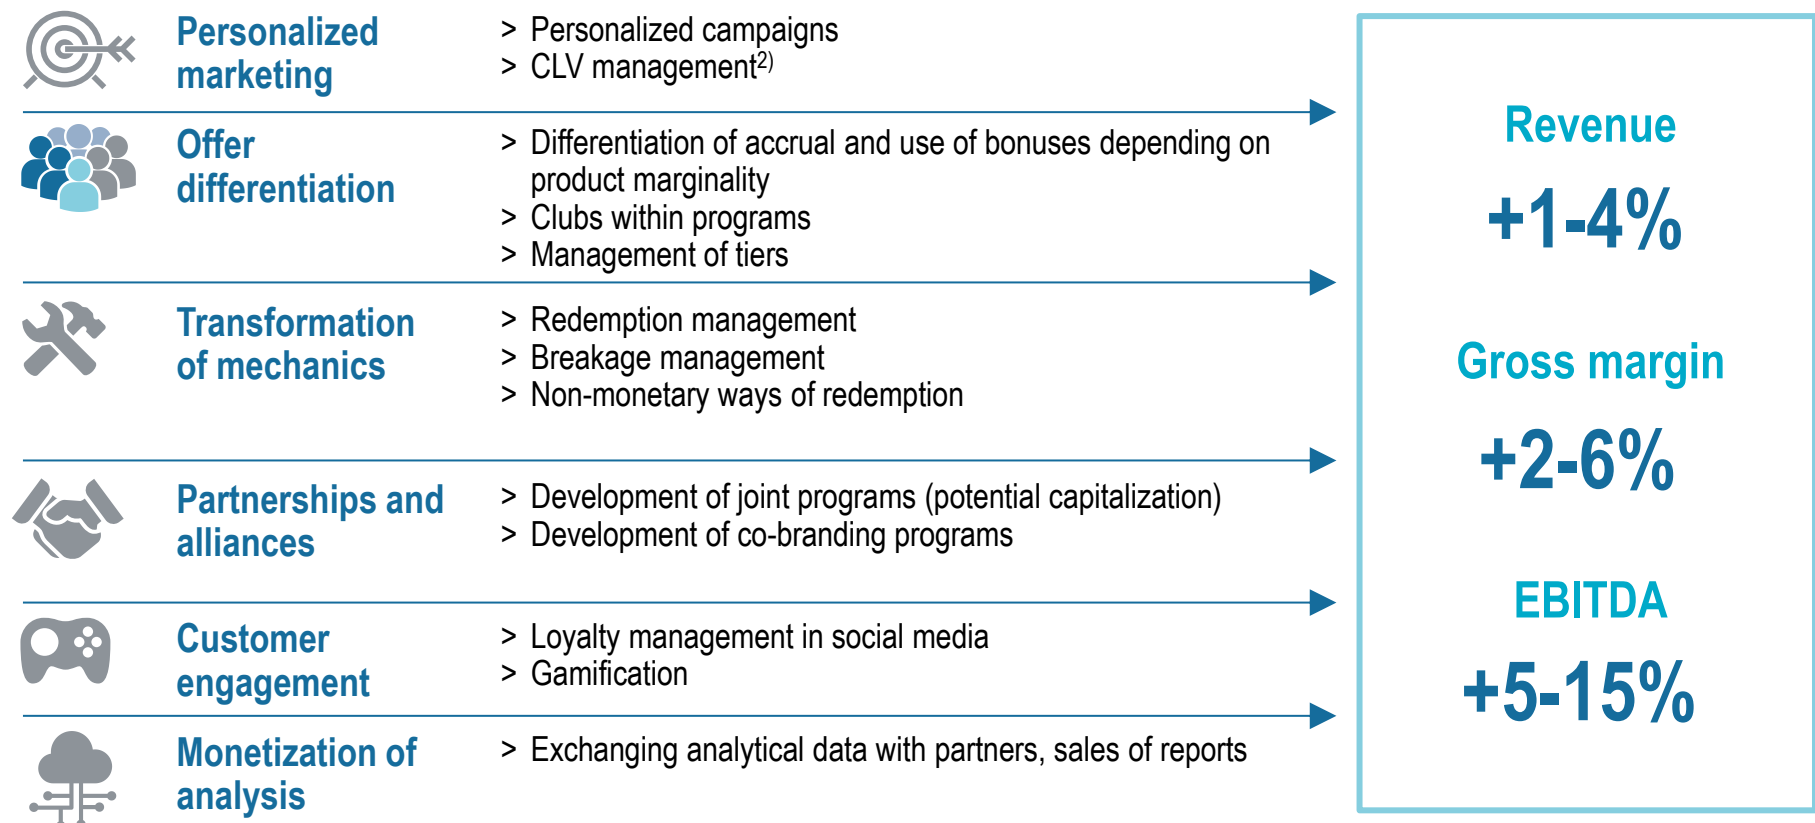 Personalized
marketing
> Personalized campaigns
> CLV management2)
Offer
differentiation
> Differentiation of accrual and use of bonuses depending on
product marginality
> Clubs within programs
> Management of tiers
Transformation
of mechanics
> Redemption management
> Breakage management
> Non-monetary ways of redemption
Partnerships and
alliances
> Development of joint programs (potential capitalization)
> Development of co-branding programs
Customer
engagement
> Loyalty management in social media
> Gamification
Monetization of
analysis
> Exchanging analytical data with partners, sales of reports
Revenue
+1-4%
Gross margin
+2-6%
EBITDA
+5-15%